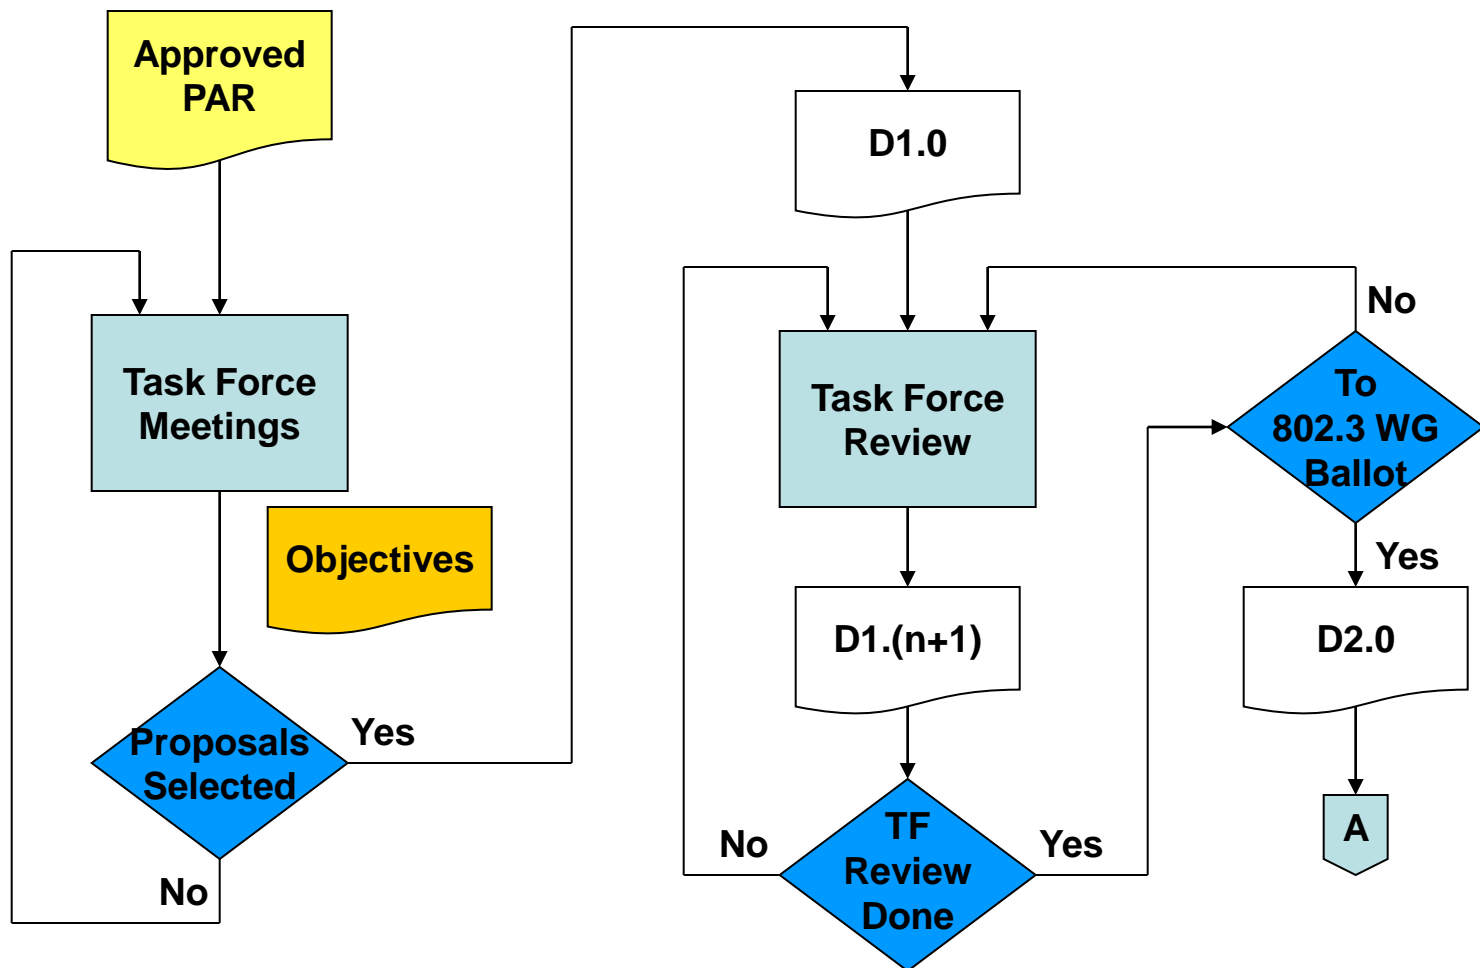 Approved
PAR
Task Force
Meetings
Objectives
Proposals
Selected
Yes
No
D1.0
Task Force
Review
D1.(n+1)
TF
Review
Done
No
Yes
To
802.3 WG
Ballot
No
Yes
D2.0
A